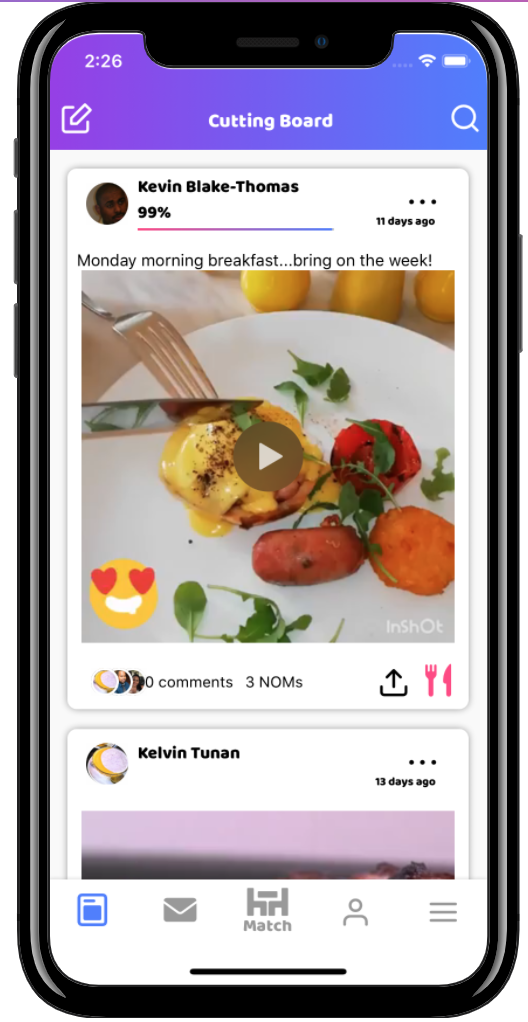 2:26
Cutting Board
Kevin Blake-Thomas
99%
11 days ago
Monday morning breakfast...bring on the week!
InShOt
0 comments 3 NOMs
Kelvin Tunan
13 days ago
Match